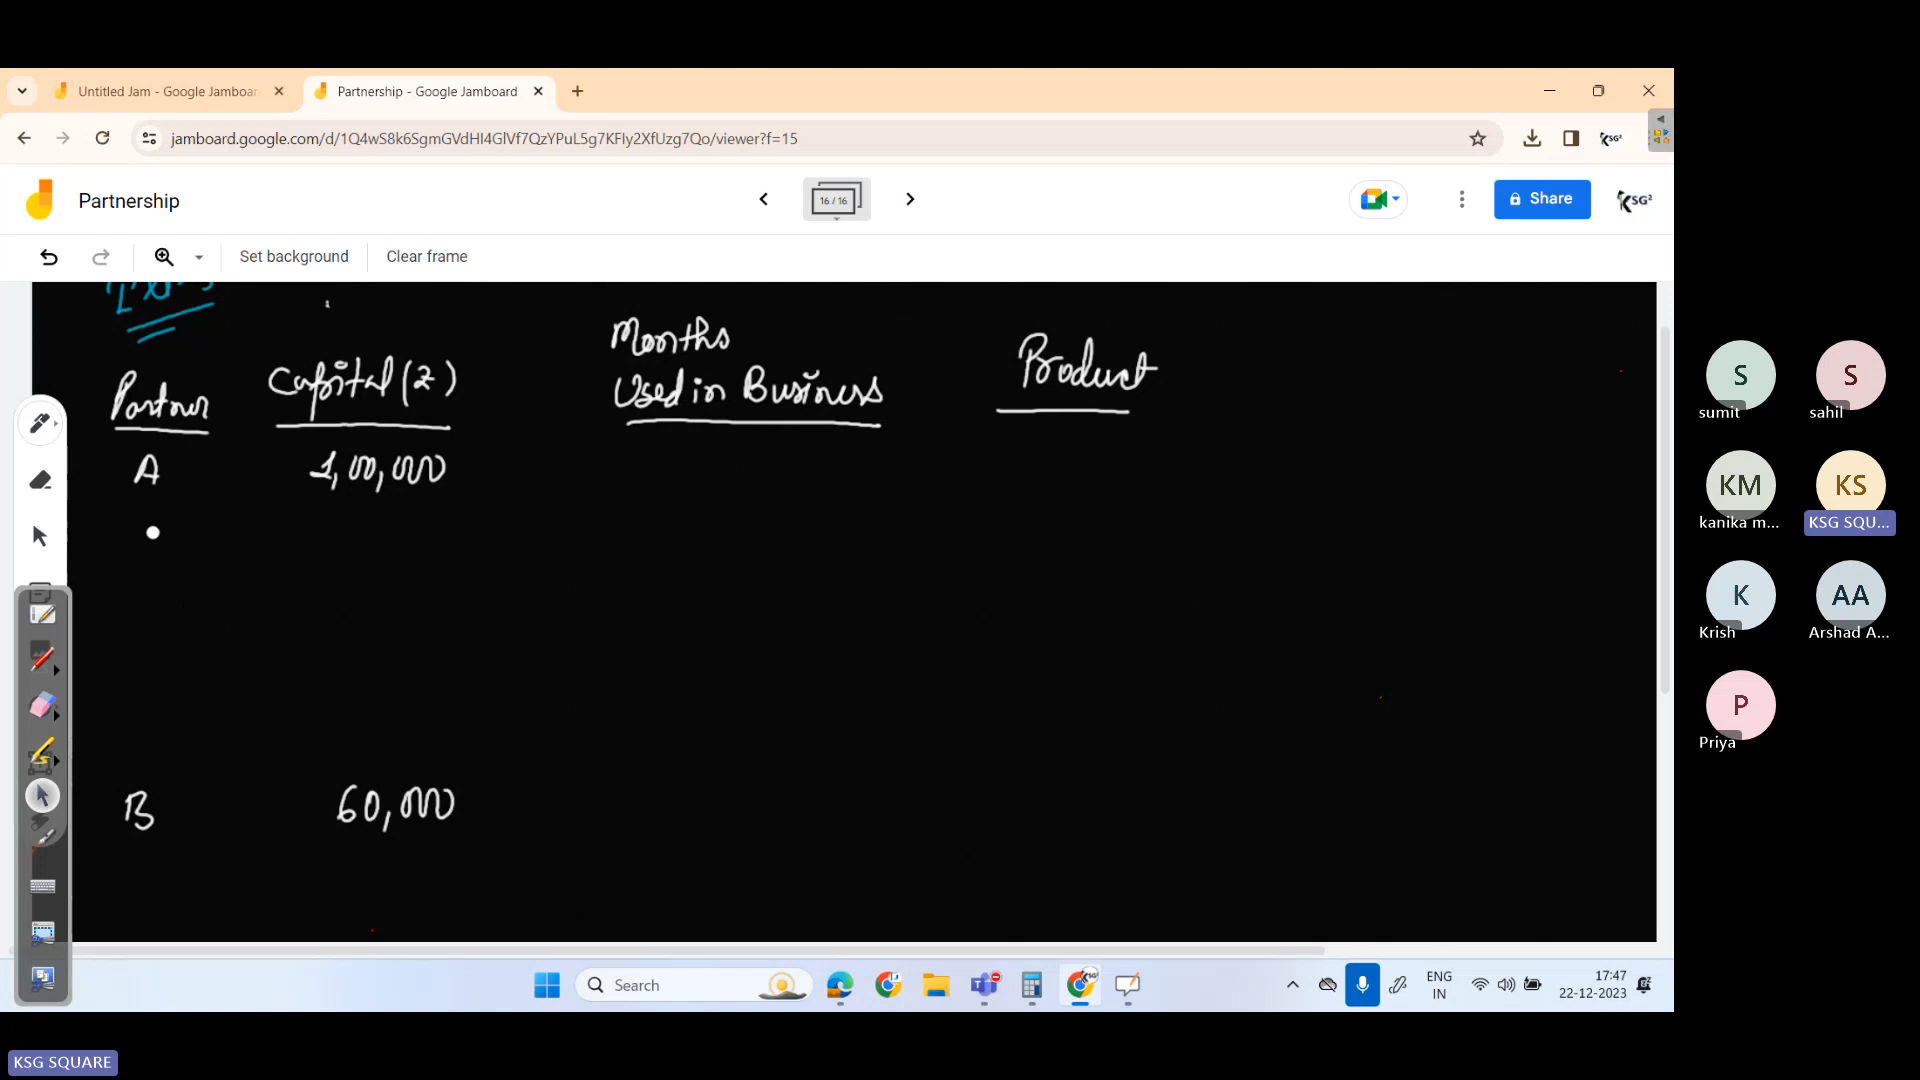 Untitled Jam - Google Jamboar
Partnership - Google Jamboard
jamboard.google.com/d/1Q4wS8k6SgmGVdHI4GlVf7QzYPuL5g7KFIy2XfUzg7Qo/viewer?f=15
Partnership
16 / 16
Share
KSG²
Set background
Clear frame
Months
Partner Capital (₹) Used in Business Product
A 1,00,000
B 60,000
S
sumit
S
sahil
KM
kanika m...
KS
KSG SQU...
K
Krish
AA
Arshad A...
P
Priya
Search
ENG
IN
17:47
22-12-2023
KSG SQUARE